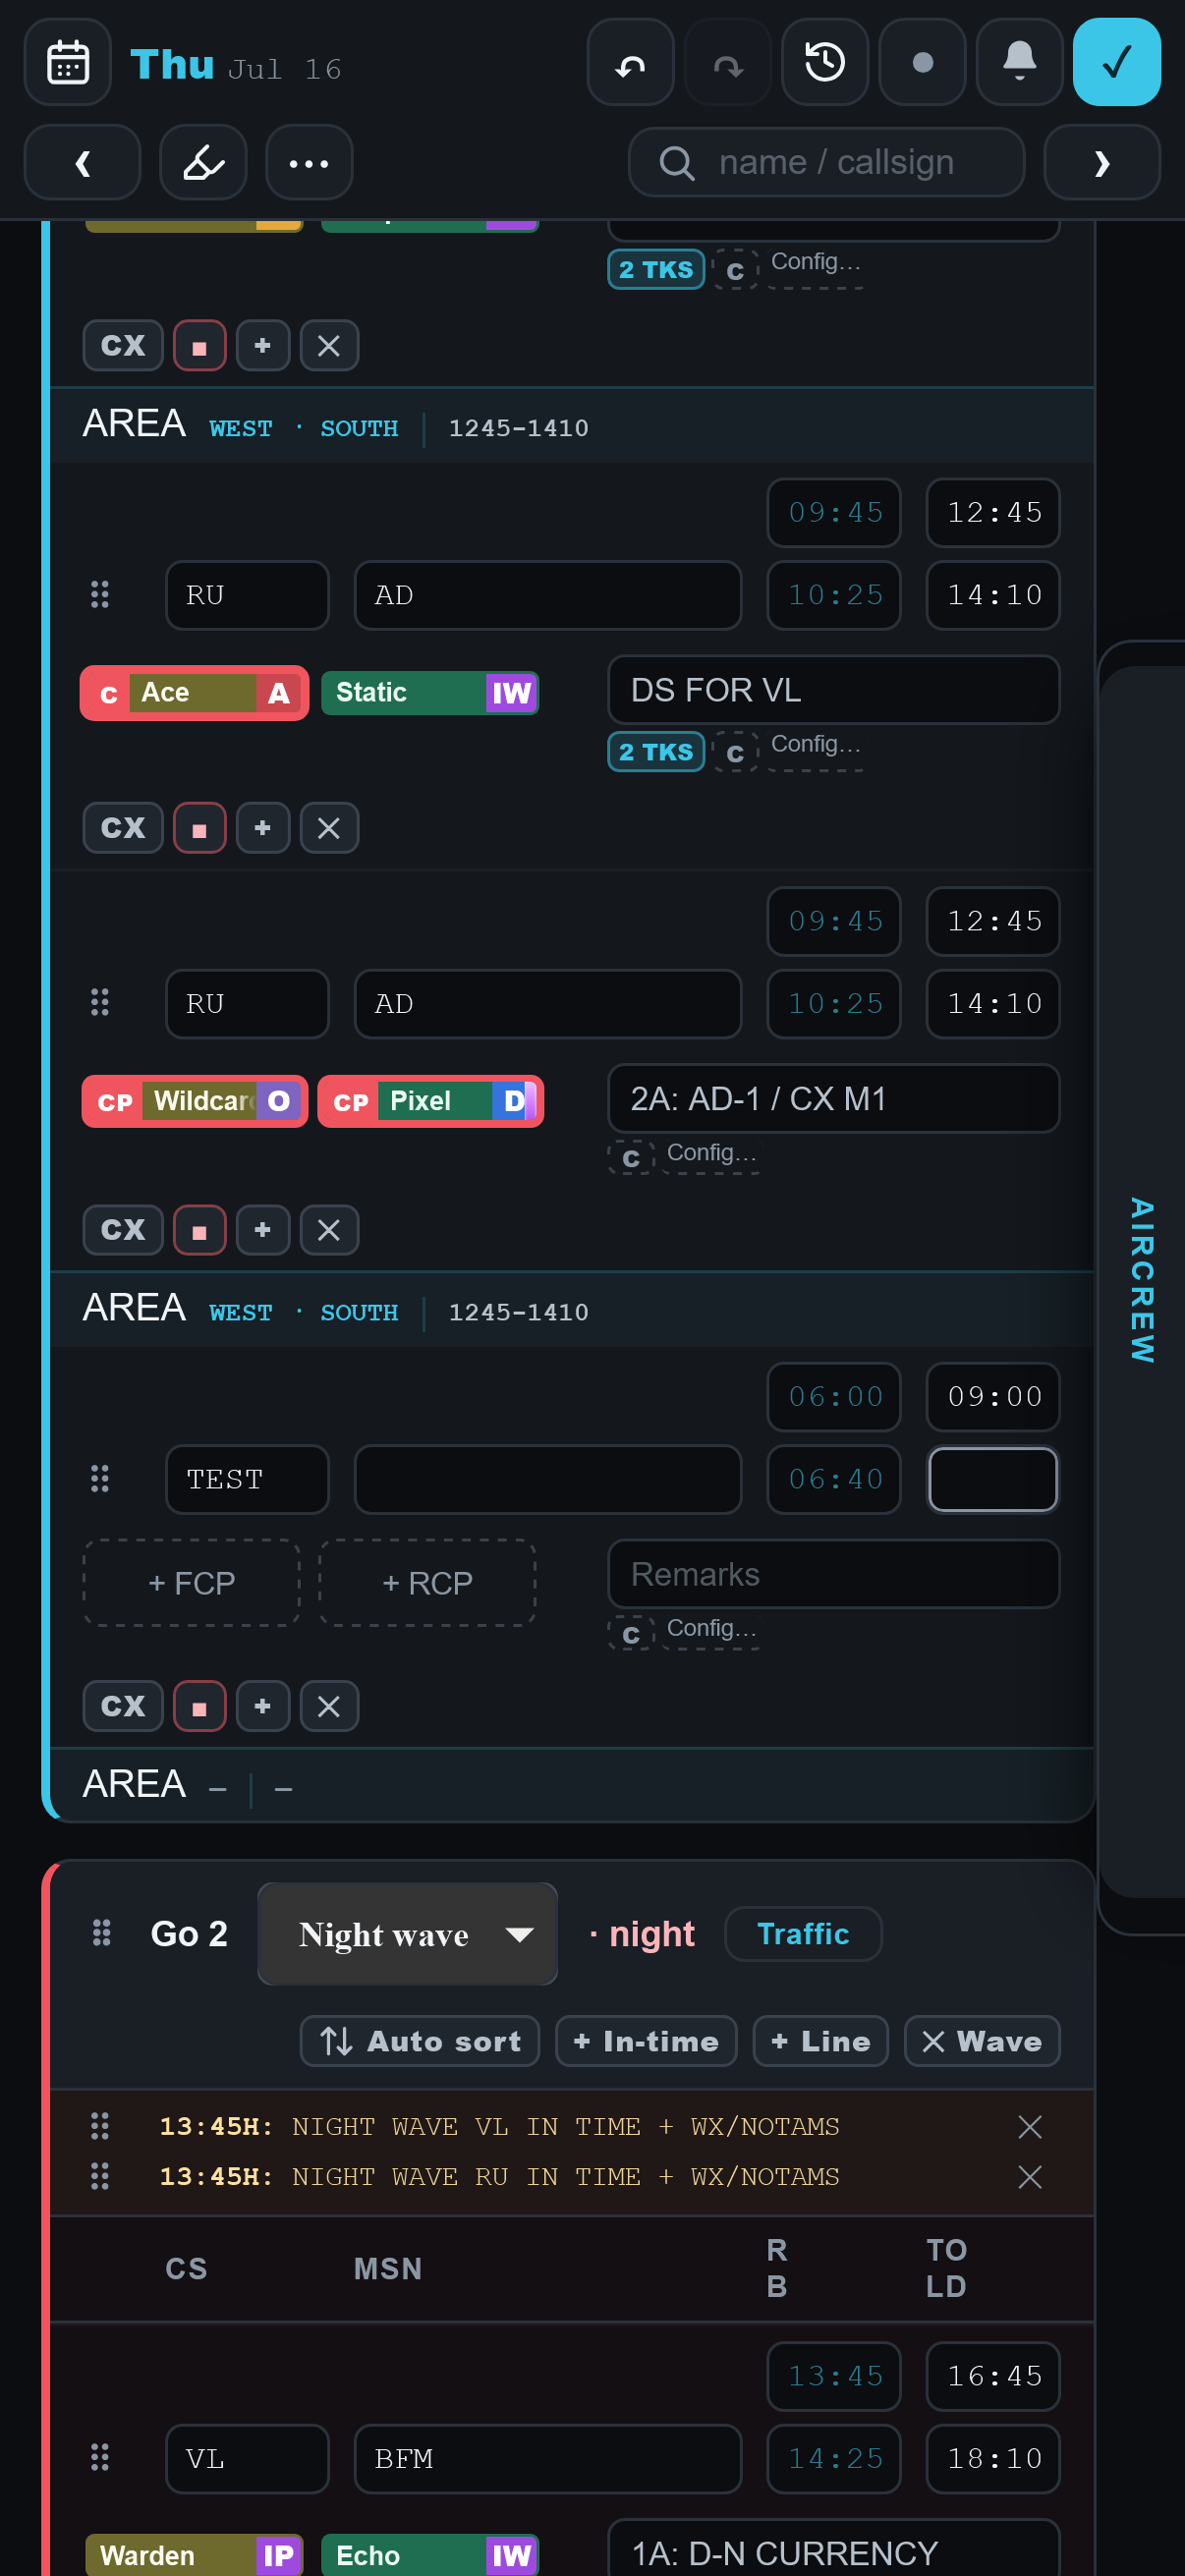 Thu Jul 16
name / callsign
2 TKS C Config...
CX +
AREA WEST · SOUTH | 1245-1410
09:45 12:45
RU AD 10:25 14:10
C Ace A Static IW DS FOR VL
2 TKS C Config...
CX +
09:45 12:45
RU AD 10:25 14:10
CP Wildcar O CP Pixel D 2A: AD-1 / CX M1
C Config...
CX +
AREA WEST · SOUTH | 1245-1410
06:00 09:00
TEST 06:40
+ FCP + RCP Remarks
C Config...
CX +
AREA – | –
AIRCREW
Go 2 Night wave · night Traffic
Auto sort + In-time + Line × Wave
13:45H: NIGHT WAVE VL IN TIME + WX/NOTAMS
13:45H: NIGHT WAVE RU IN TIME + WX/NOTAMS
CS MSN R B TO LD
13:45 16:45
VL BFM 14:25 18:10
Warden IP Echo IW 1A: D-N CURRENCY